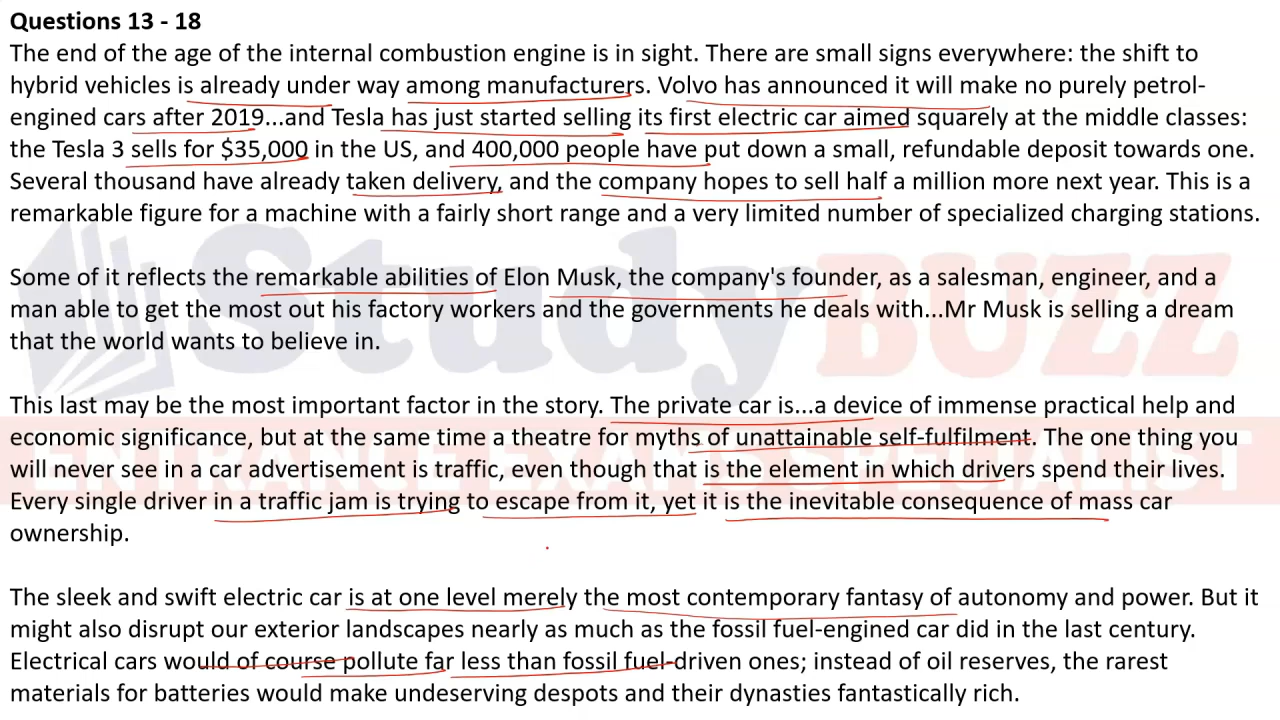 Questions 13 - 18
The end of the age of the internal combustion engine is in sight. There are small signs everywhere: the shift to
hybrid vehicles is already under way among manufacturers. Volvo has announced it will make no purely petrol-
engined cars after 2019...and Tesla has just started selling its first electric car aimed squarely at the middle classes:
the Tesla 3 sells for $35,000 in the US, and 400,000 people have put down a small, refundable deposit towards one.
Several thousand have already taken delivery, and the company hopes to sell half a million more next year. This is a
remarkable figure for a machine with a fairly short range and a very limited number of specialized charging stations.
Some of it reflects the remarkable abilities of Elon Musk, the company's founder, as a salesman, engineer, and a
man able to get the most out his factory workers and the governments he deals with...Mr Musk is selling a dream
that the world wants to believe in.
This last may be the most important factor in the story. The private car is...a device of immense practical help and
economic significance, but at the same time a theatre for myths of unattainable self-fulfilment. The one thing you
will never see in a car advertisement is traffic, even though that is the element in which drivers spend their lives.
Every single driver in a traffic jam is trying to escape from it, yet it is the inevitable consequence of mass car
ownership.
The sleek and swift electric car is at one level merely the most contemporary fantasy of autonomy and power. But it
might also disrupt our exterior landscapes nearly as much as the fossil fuel-engined car did in the last century.
Electrical cars would of course pollute far less than fossil fuel-driven ones; instead of oil reserves, the rarest
materials for batteries would make undeserving despots and their dynasties fantastically rich.
Study BUZZ
ENTRANCE EXAMS SPECIALIST